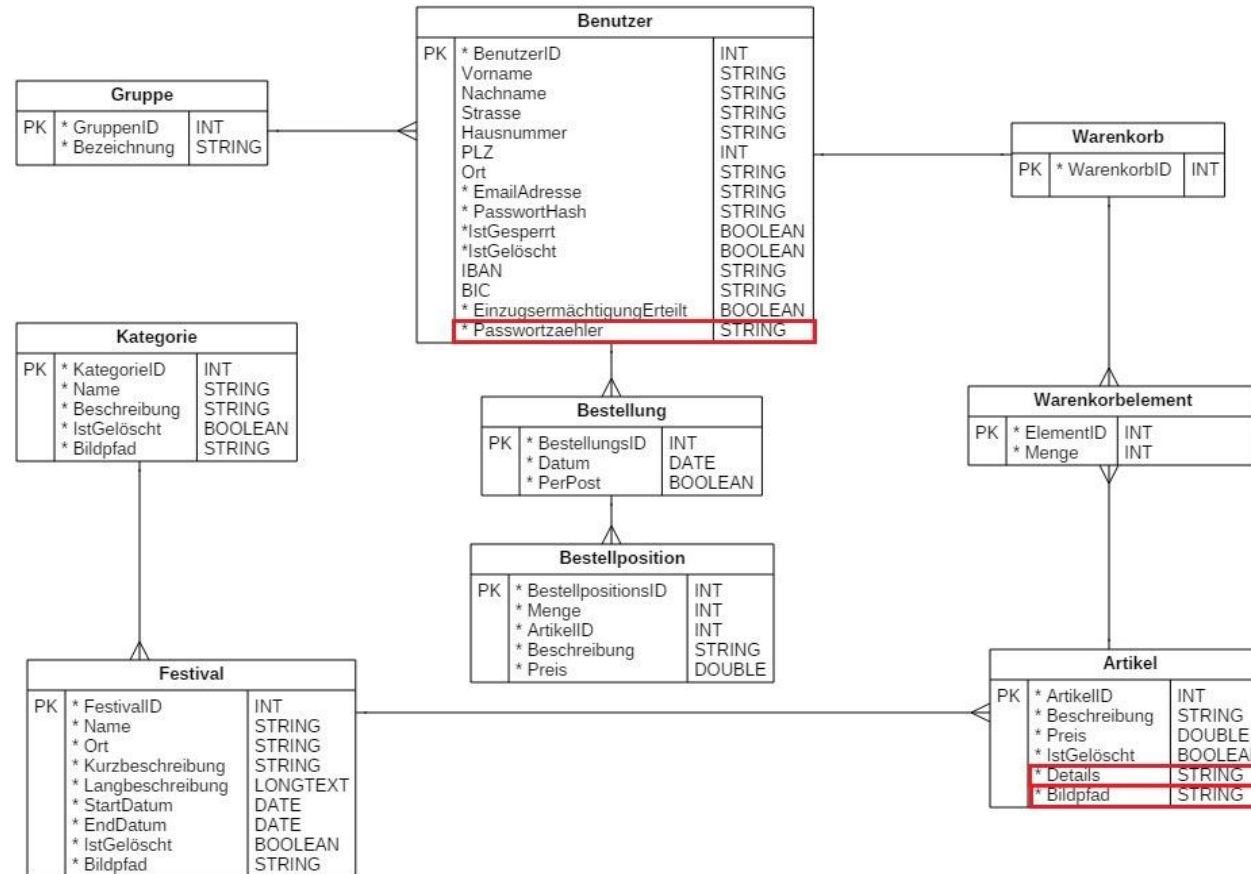 Benutzer
PK * BenutzerID INT
Vorname STRING
Nachname STRING
Strasse STRING
Hausnummer STRING
PLZ INT
Ort STRING
* EmailAdresse STRING
* PasswortHash STRING
*IstGesperrt BOOLEAN
*IstGelöscht BOOLEAN
IBAN STRING
BIC STRING
* EinzugsermächtigungErteilt BOOLEAN
* Passwortzaehler STRING
Gruppe
PK * GruppenID INT
* Bezeichnung STRING
Warenkorb
PK * WarenkorbID INT
Kategorie
PK * KategorieID INT
* Name STRING
* Beschreibung STRING
* IstGelöscht BOOLEAN
* Bildpfad STRING
Bestellung
PK * BestellungsID INT
* Datum DATE
* PerPost BOOLEAN
Warenkorbelement
PK * ElementID INT
* Menge INT
Bestellposition
PK * BestellpositionsID INT
* Menge INT
* ArtikelID INT
* Beschreibung STRING
* Preis DOUBLE
Festival
PK * FestivalID INT
* Name STRING
* Ort STRING
* Kurzbeschreibung STRING
* Langbeschreibung LONGTEXT
* StartDatum DATE
* EndDatum DATE
* IstGelöscht BOOLEAN
* Bildpfad STRING
Artikel
PK * ArtikelID INT
* Beschreibung STRING
* Preis DOUBLE
* IstGelöscht BOOLEA
* Details STRING
* Bildpfad STRING